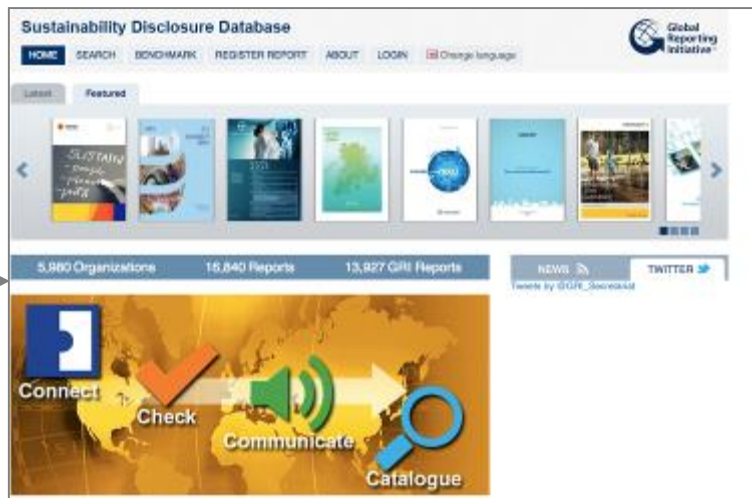 Sustainability Disclosure Database
Global
Reporting
Initiative
HOME SEARCH BENCHMARK REGISTER REPORT ABOUT LOGIN Change language
Latest Featured
5,980 Organizations 16,840 Reports 13,927 GRI Reports
NEWS TWITTER
Tweets by @GRI_Secretariat
Connect
Check
Communicate
Catalogue